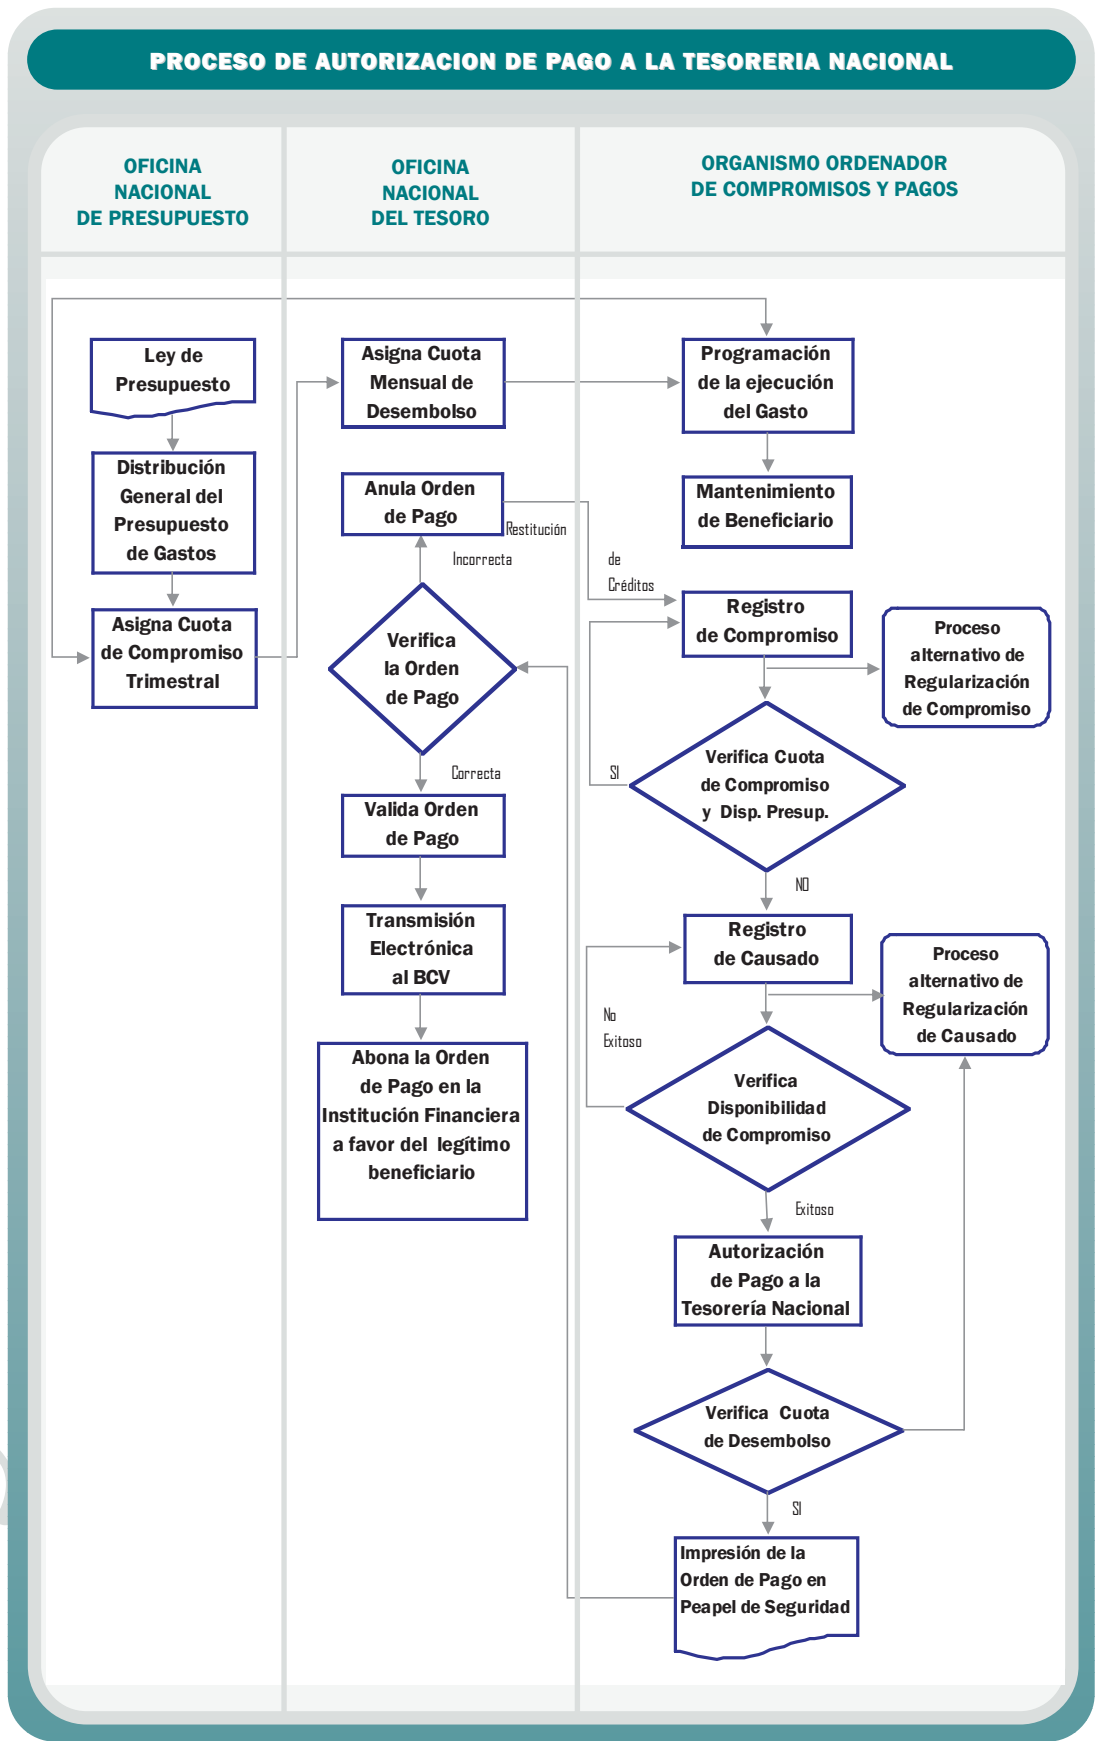 PROCESO DE AUTORIZACION DE PAGO A LA TESORERIA NACIONAL
OFICINA
NACIONAL
DE PRESUPUESTO
OFICINA
NACIONAL
DEL TESORO
ORGANISMO ORDENADOR
DE COMPROMISOS Y PAGOS
Ley de
Presupuesto
Distribución
General del
Presupuesto
de Gastos
Asigna Cuota
de Compromiso
Trimestral
Asigna Cuota
Mensual de
Desembolso
Anula Orden
de Pago
Restitución
Incorrecta
Verifica
la Orden
de Pago
Correcta
Valida Orden
de Pago
Transmisión
Electrónica
al BCV
Abona la Orden
de Pago en la
Institución Financiera
a favor del legítimo
beneficiario
Programación
de la ejecución
del Gasto
Mantenimiento
de Beneficiario
de
Créditos
Registro
de Compromiso
Proceso
alternativo de
Regularización
de Compromiso
Verifica Cuota
de Compromiso
y Disp. Presup.
SI
NO
Registro
de Causado
Proceso
alternativo de
Regularización
de Causado
No
Exitoso
Verifica
Disponibilidad
de Compromiso
Exitoso
Autorización
de Pago a la
Tesorería Nacional
Verifica Cuota
de Desembolso
SI
Impresión de la
Orden de Pago en
Peapel de Seguridad